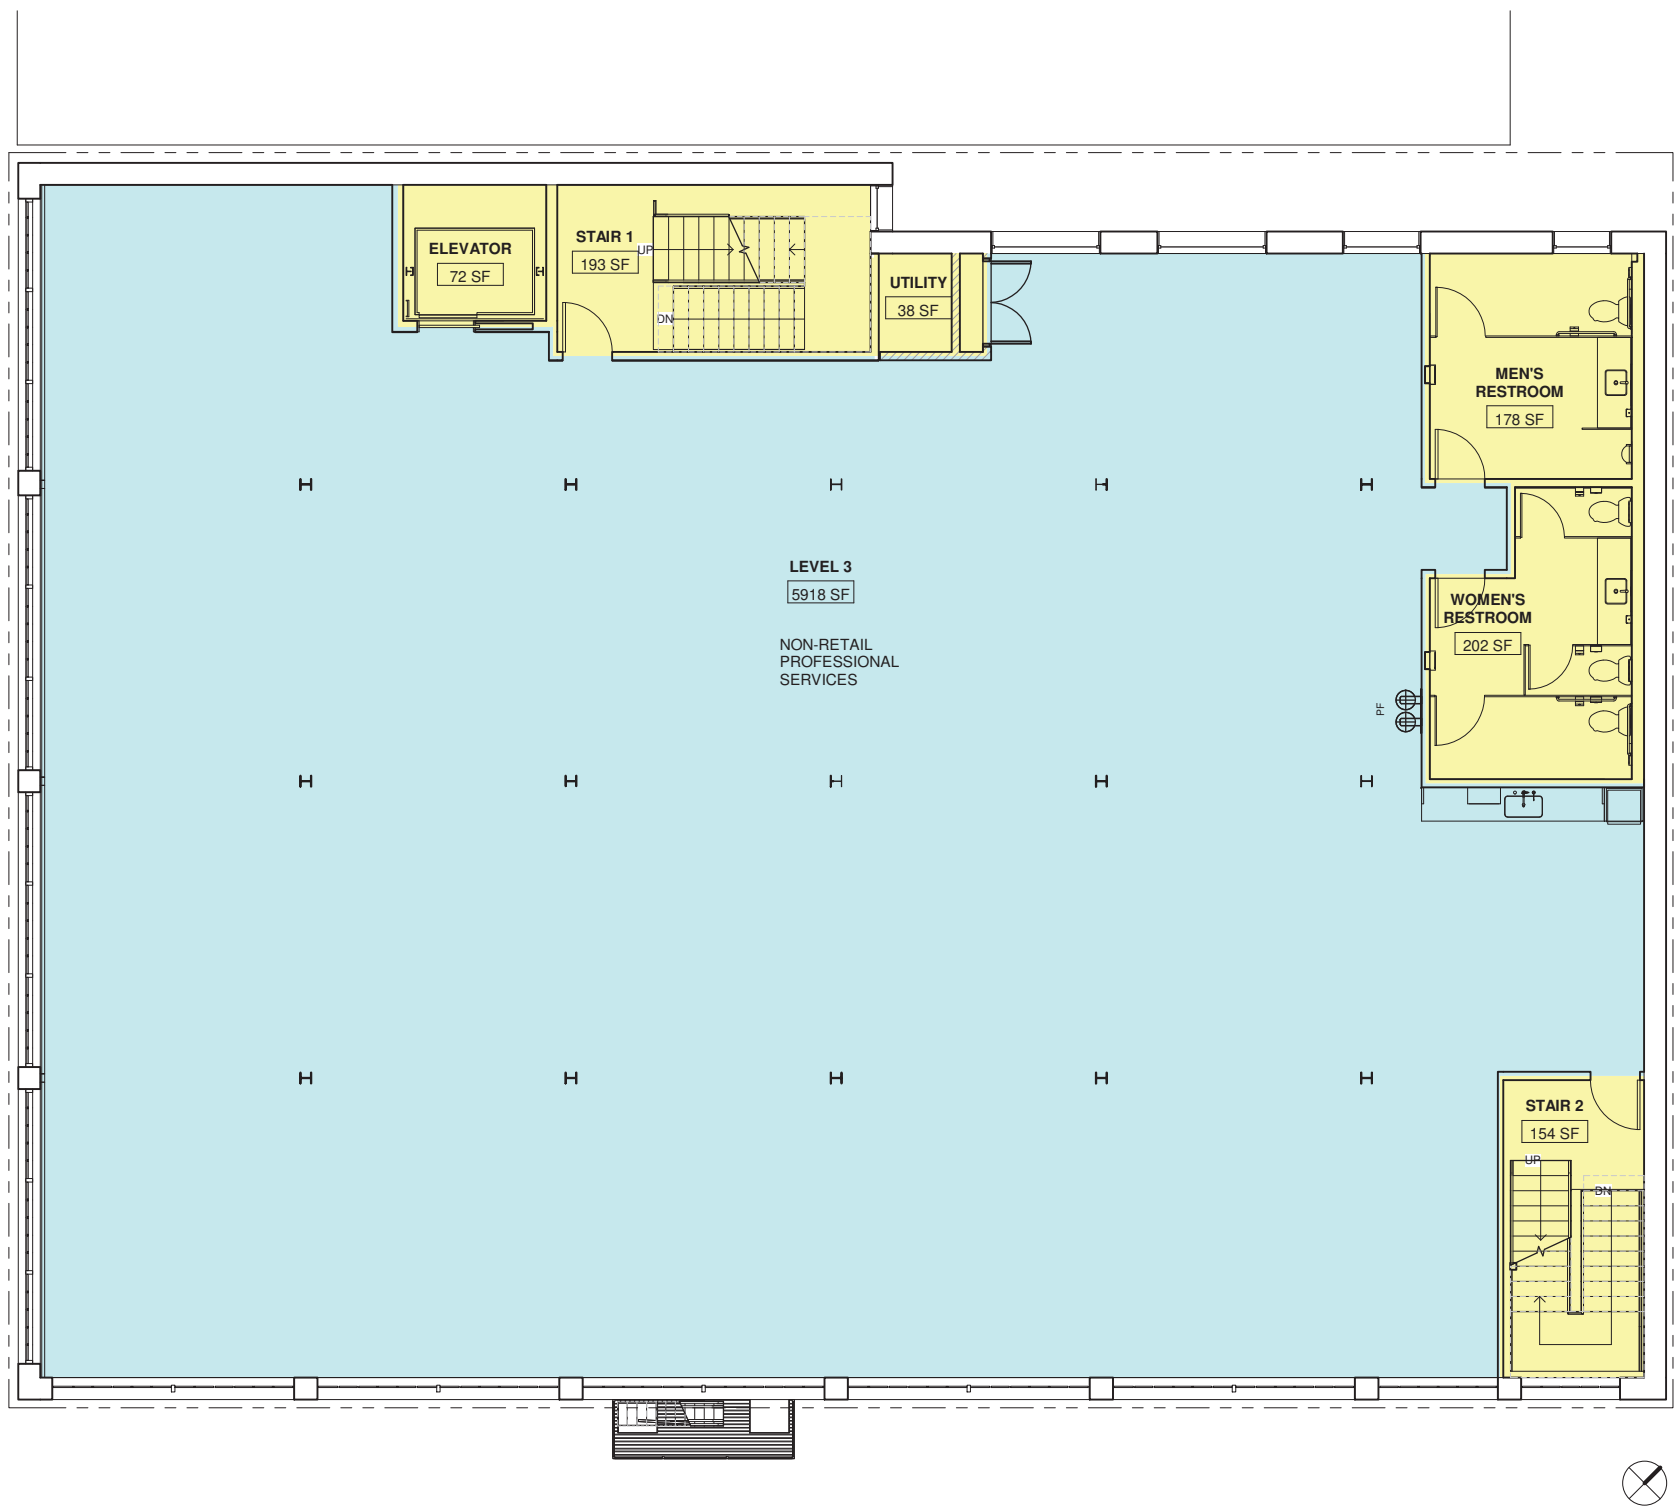 ELEVATOR
72 SF
STAIR 1
193 SF
UP
DN
UTILITY
38 SF
MEN'S
RESTROOM
178 SF
LEVEL 3
5918 SF
NON-RETAIL
PROFESSIONAL
SERVICES
WOMEN'S
RESTROOM
202 SF
PF
STAIR 2
154 SF
UP
DN